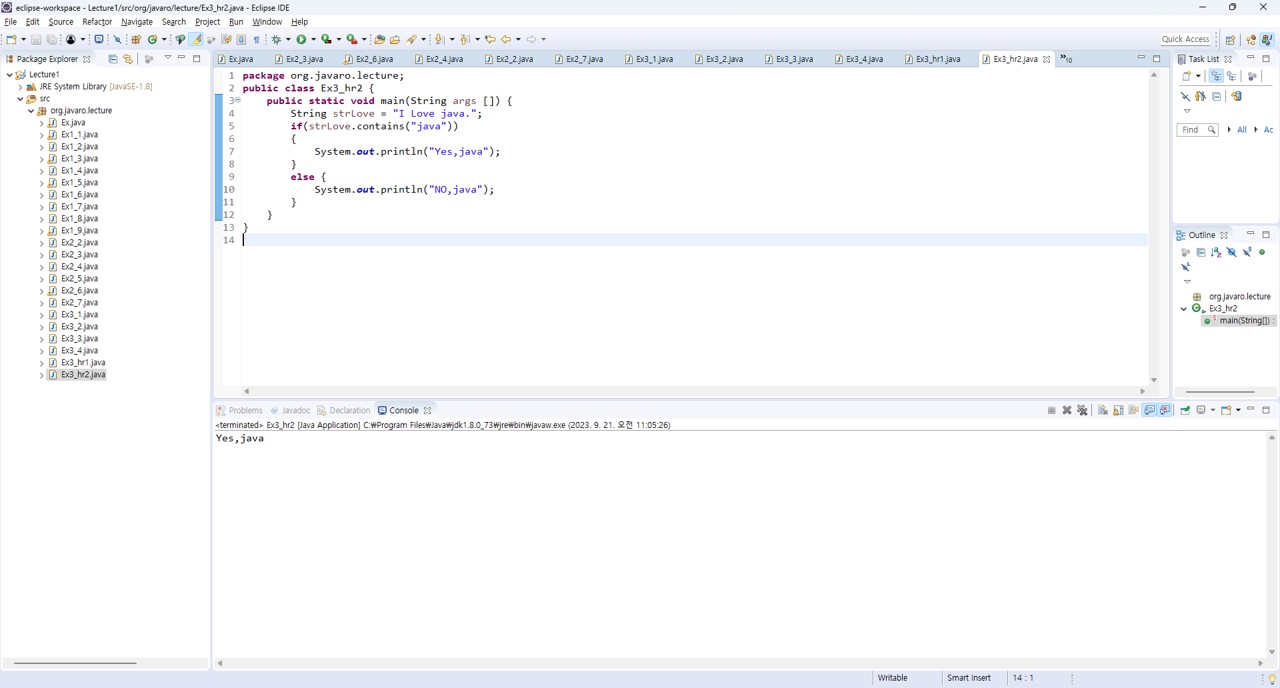 eclipse-workspace - Lecture1/src/org/javaro/lecture/Ex3_hr2.java - Eclipse IDE
File Edit Source Refactor Navigate Search Project Run Window Help
Quick Access
Package Explorer
Ex.java Ex2_3.java Ex2_6.java Ex2_4.java Ex2_2.java Ex2_7.java Ex3_1.java Ex3_2.java Ex3_3.java Ex3_4.java Ex3_hr1.java Ex3_hr2.java »10
Task List
Lecture1
JRE System Library [JavaSE-1.8]
src
org.javaro.lecture
Ex.java
Ex1_1.java
Ex1_2.java
Ex1_3.java
Ex1_4.java
Ex1_5.java
Ex1_6.java
Ex1_7.java
Ex1_8.java
Ex1_9.java
Ex2_2.java
Ex2_3.java
Ex2_4.java
Ex2_5.java
Ex2_6.java
Ex2_7.java
Ex3_1.java
Ex3_2.java
Ex3_3.java
Ex3_4.java
Ex3_hr1.java
Ex3_hr2.java
1 package org.javaro.lecture;
2 public class Ex3_hr2 {
3 public static void main(String args []) {
4 String strLove = "I Love java.";
5 if(strLove.contains("java"))
6 {
7 System.out.println("Yes,java");
8 }
9 else {
10 System.out.println("NO,java");
11 }
12 }
13 }
14
Find All Ac
Outline
org.javaro.lecture
Ex3_hr2
main(String[]) :
Problems Javadoc Declaration Console
<terminated> Ex3_hr2 [Java Application] C:₩Program Files₩Java₩jdk1.8.0_73₩jre₩bin₩javaw.exe (2023. 9. 21. 오전 11:05:26)
Yes,java
Writable Smart Insert 14 : 1